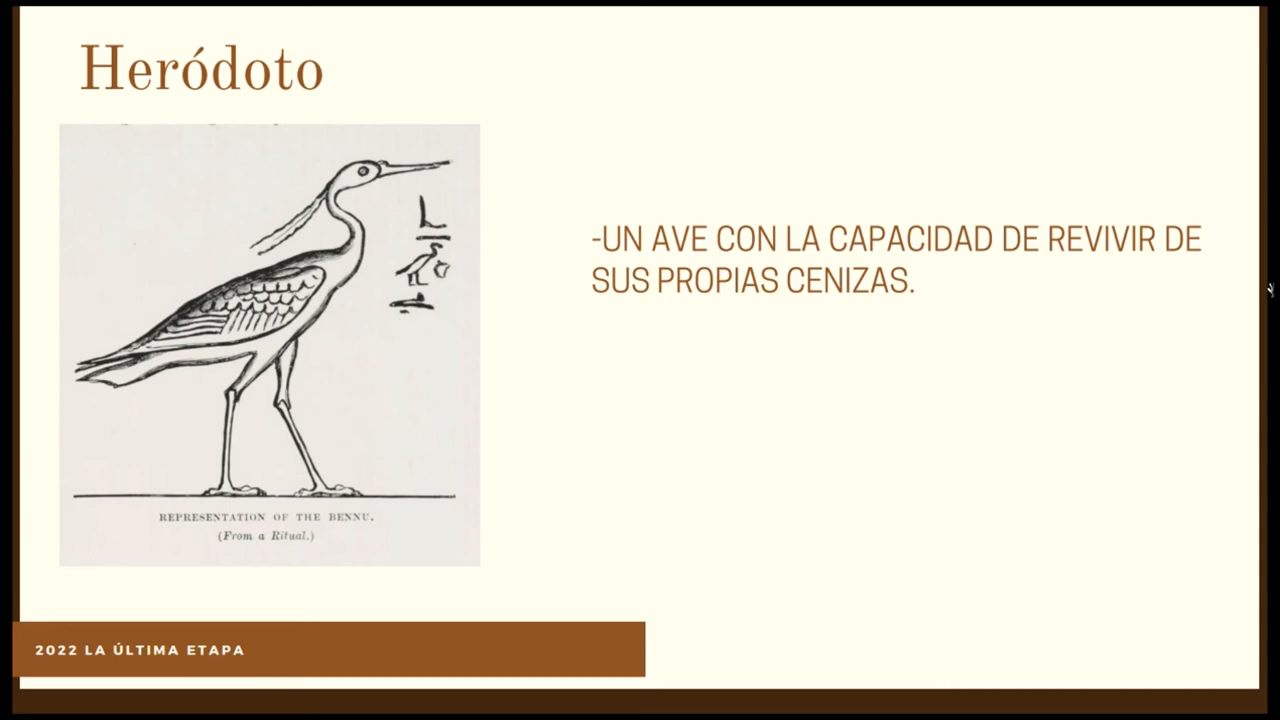 Heródoto
-UN AVE CON LA CAPACIDAD DE REVIVIR DE
SUS PROPIAS CENIZAS.
REPRESENTATION OF THE BENNU.
(From a Ritual.)
2022 LA ÚLTIMA ETAPA